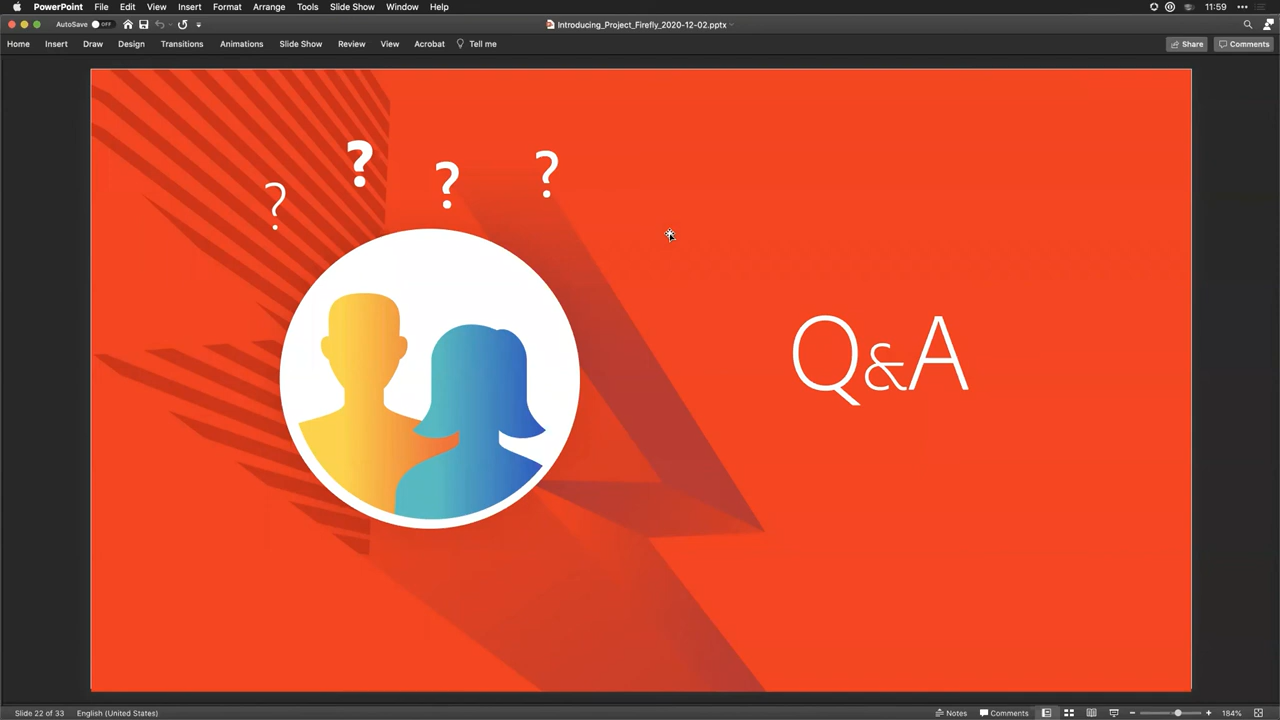 PowerPoint File Edit View Insert Format Arrange Tools Slide Show Window Help 11:59
AutoSave OFF Introducing_Project_Firefly_2020-12-02.pptx
Home Insert Draw Design Transitions Animations Slide Show Review View Acrobat Tell me Share Comments
? ? ? ?
Q&A
Slide 22 of 33 English (United States) Notes Comments 184%